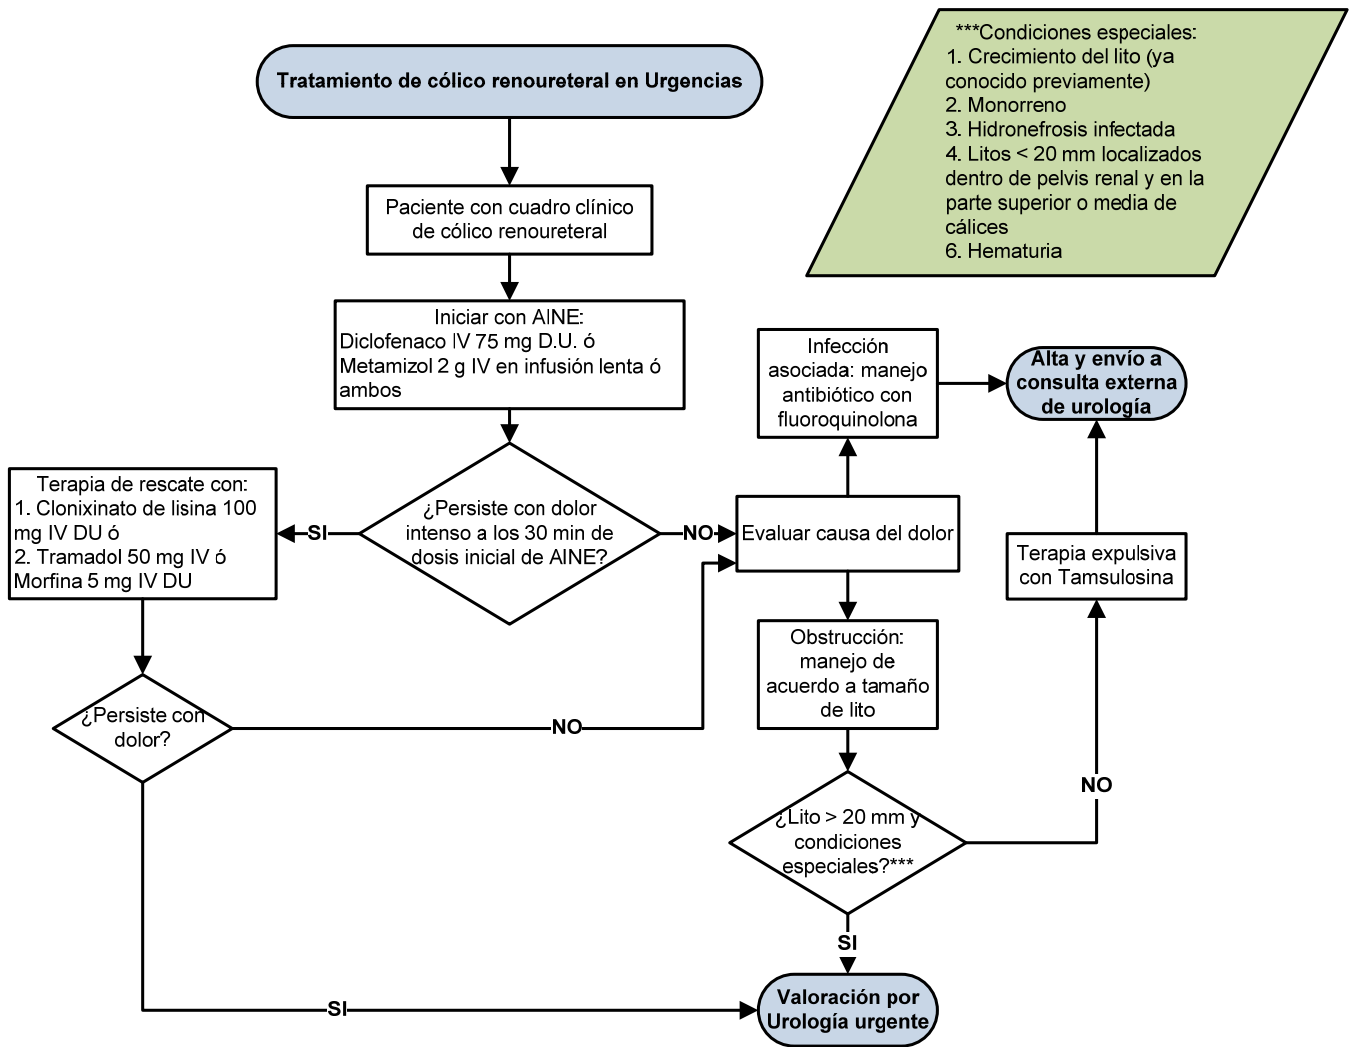 Tratamiento de cólico renoureteral en Urgencias
***Condiciones especiales:
1. Crecimiento del lito (ya
conocido previamente)
2. Monorreno
3. Hidronefrosis infectada
4. Litos < 20 mm localizados
dentro de pelvis renal y en la
parte superior o media de
cálices
6. Hematuria
Paciente con cuadro clínico
de cólico renoureteral
Iniciar con AINE:
Diclofenaco IV 75 mg D.U. ó
Metamizol 2 g IV en infusión lenta ó
ambos
Infección
asociada: manejo
antibiótico con
fluoroquinolona
Alta y envío a
consulta externa
de urología
Terapia de rescate con:
1. Clonixinato de lisina 100
mg IV DU ó
2. Tramadol 50 mg IV ó
Morfina 5 mg IV DU
SI
¿Persiste con dolor
intenso a los 30 min de
dosis inicial de AINE?
NO
Evaluar causa del dolor
Terapia expulsiva
con Tamsulosina
Obstrucción:
manejo de
acuerdo a tamaño
de lito
¿Persiste con
dolor?
NO
NO
¿Lito > 20 mm y
condiciones
especiales?***
SI
SI
Valoración por
Urología urgente